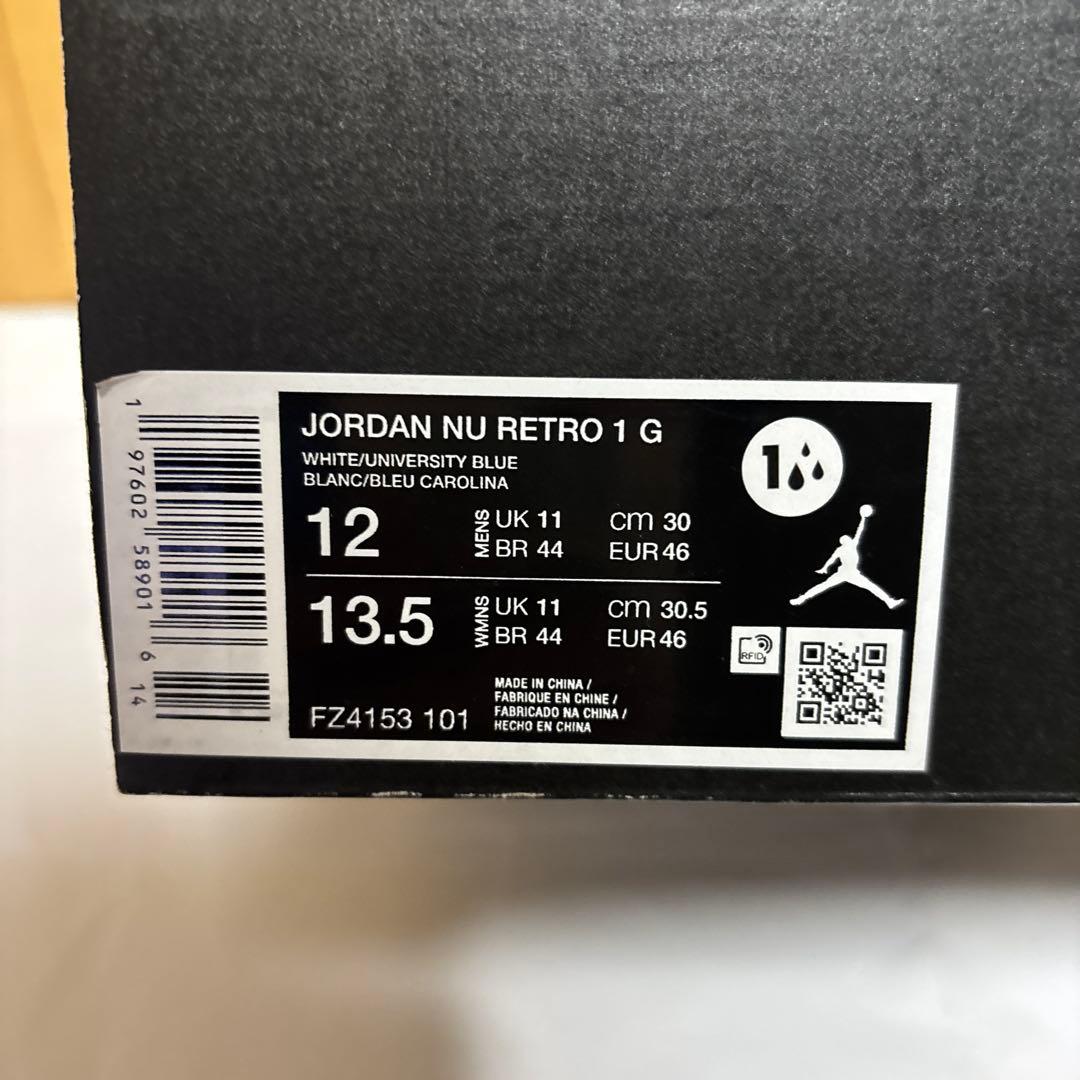 JORDAN NU RETRO 1 G
WHITE/UNIVERSITY BLUE
BLANC/BLEU CAROLINA
12 MENS UK 11 cm 30
BR 44 EUR 46
13.5 WMNS UK 11 cm 30.5
BR 44 EUR 46
FZ4153 101
MADE IN CHINA /
FABRIQUE EN CHINE /
FABRICADO NA CHINA /
HECHO EN CHINA
1
RFID
1 97602 58901 6 14